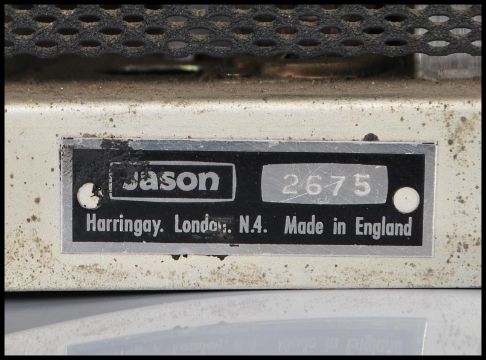 Jason 2675
Harringay. London. N.4. Made in England